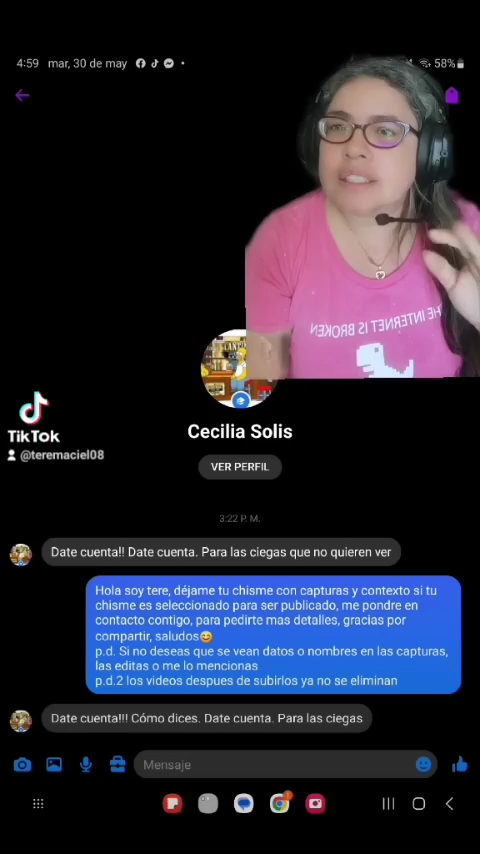 4:59 mar, 30 de may
58%
THE INTERNET IS BROKEN
Cecilia Solis
VER PERFIL
TikTok
@teremaciel08
3:22 P. M.
Date cuenta!! Date cuenta. Para las ciegas que no quieren ver
Hola soy tere, déjame tu chisme con capturas y contexto si tu
chisme es seleccionado para ser publicado, me pondre en
contacto contigo, para pedirte mas detalles, gracias por
compartir, saludos😊
p.d. Si no deseas que se vean datos o nombres en las capturas,
las editas o me lo mencionas
p.d.2 los videos despues de subirlos ya no se eliminan
Date cuenta!!! Cómo dices. Date cuenta. Para las ciegas
Mensaje